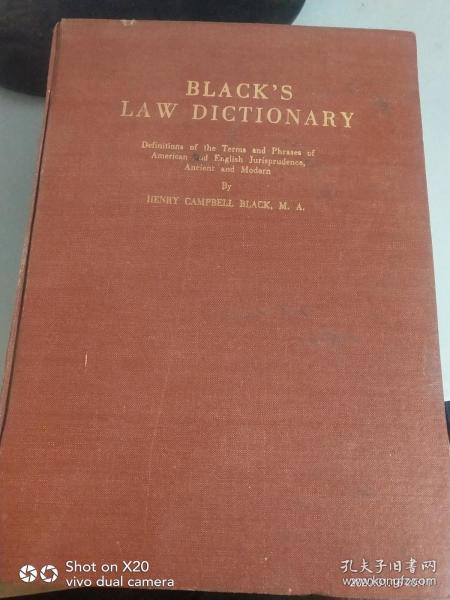 BLACK'S
LAW DICTIONARY
Definitions of the Terms and Phrases of
American and English Jurisprudence,
Ancient and Modern
By
HENRY CAMPBELL BLACK, M. A.
Shot on X20
vivo dual camera
孔夫子旧书网